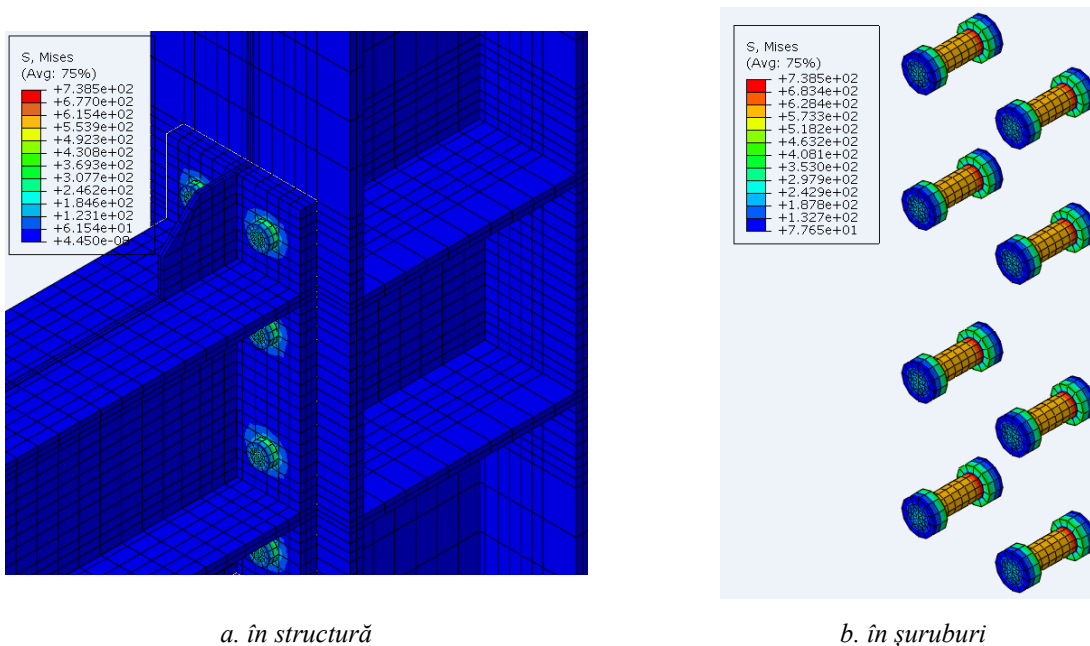 S, Mises
(Avg: 75%)
+7.385e+02
+6.770e+02
+6.154e+02
+5.539e+02
+4.923e+02
+4.308e+02
+3.693e+02
+3.077e+02
+2.462e+02
+1.846e+02
+1.231e+02
+6.154e+01
S, Mises
(Avg: 75%)
+7.385e+02
+6.834e+02
+6.284e+02
+5.733e+02
+5.182e+02
+4.632e+02
+4.081e+02
+3.530e+02
+2.979e+02
+2.429e+02
+1.878e+02
+1.327e+02
+7.765e+01
a. în structură
b. în șuruburi